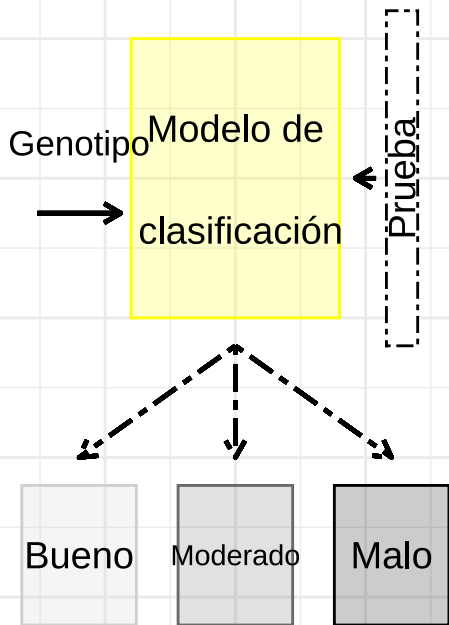 Genotipo
Modelo de
clasificación
Prueba
Bueno
Moderado
Malo